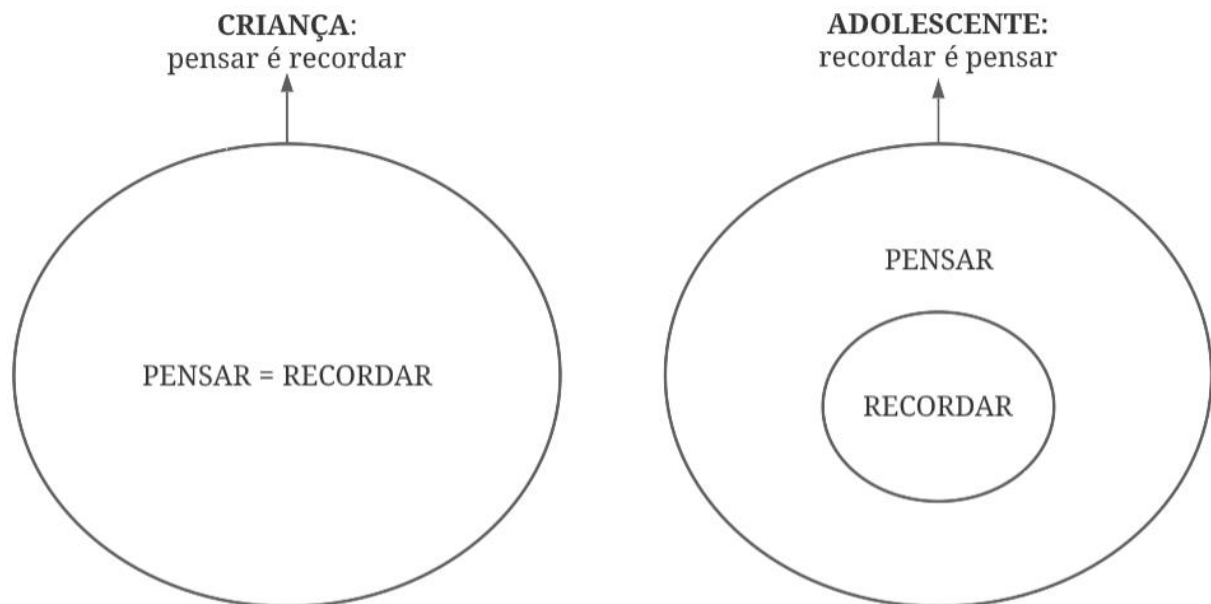 CRIANÇA:
pensar é recordar
PENSAR = RECORDAR
ADOLESCENTE:
recordar é pensar
PENSAR
RECORDAR